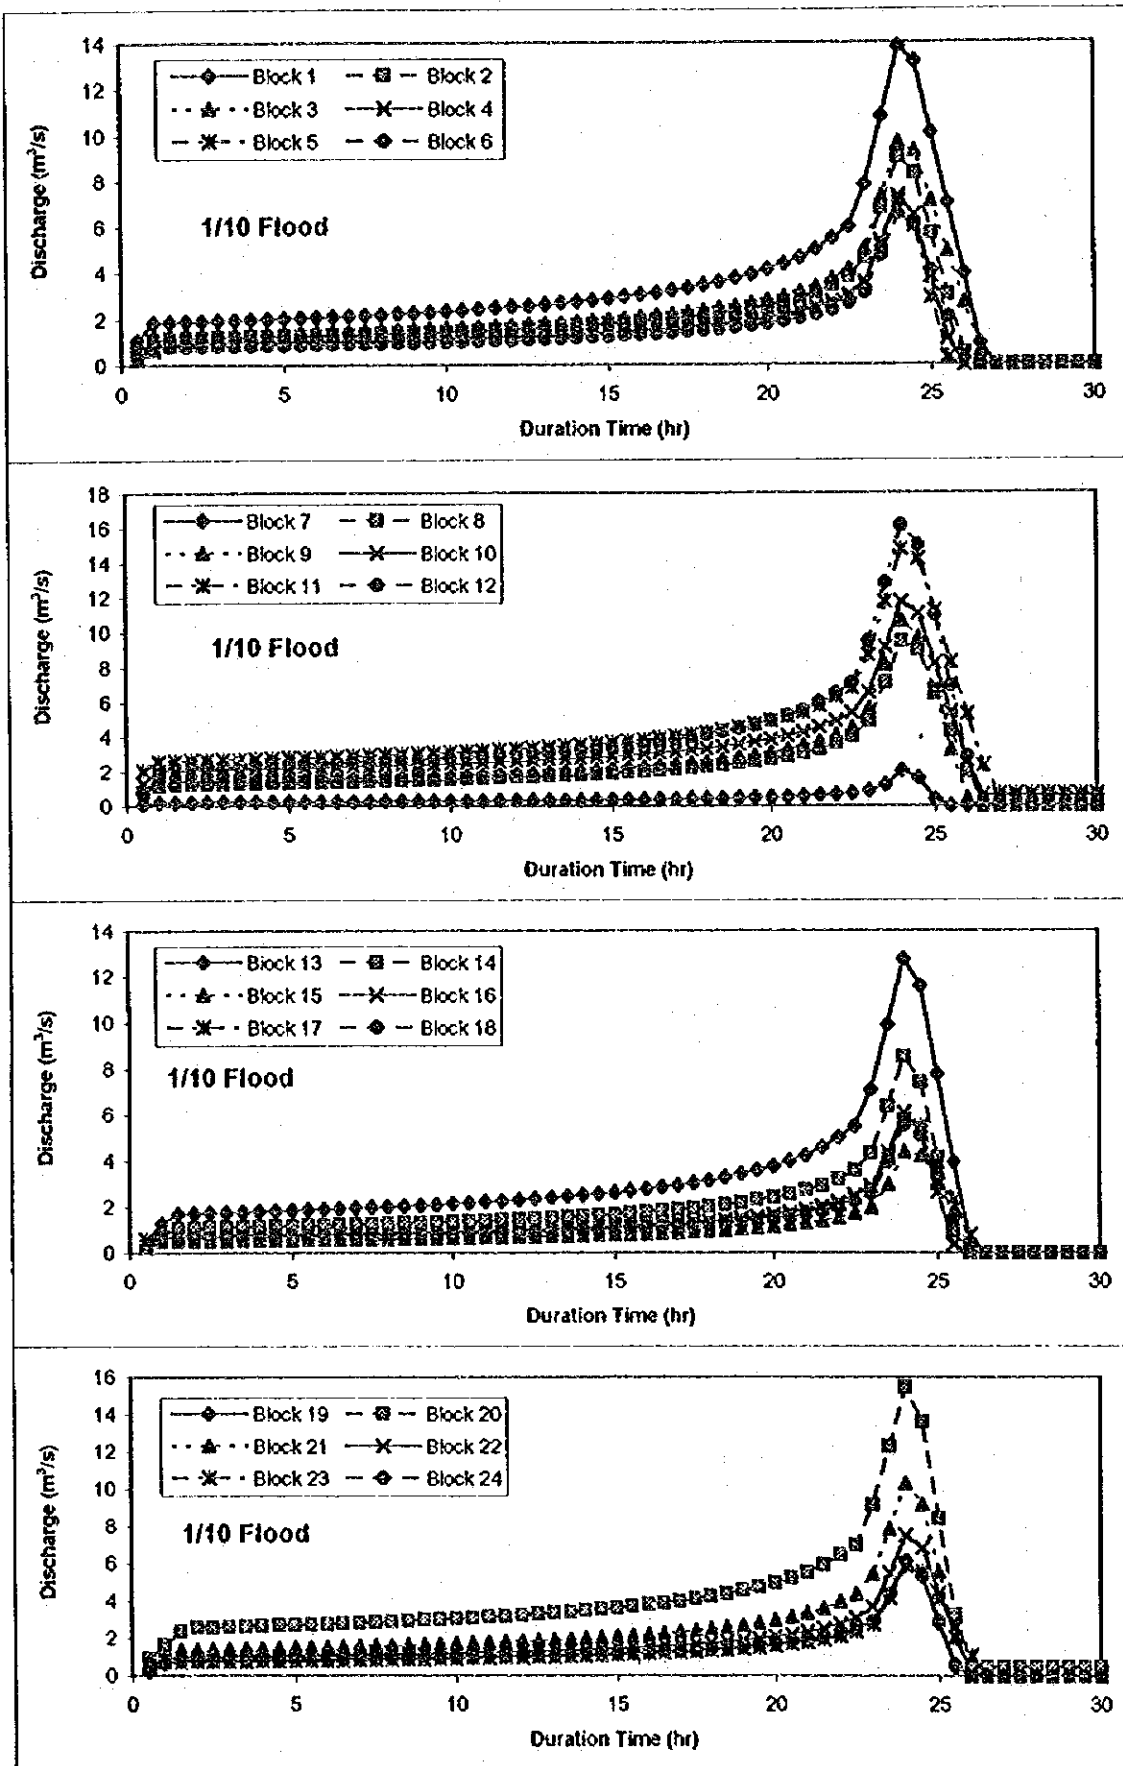 14
12
10
8
6
4
2
0
Discharge (m³/s)
Block 1 Block 2
Block 3 Block 4
Block 5 Block 6
1/10 Flood
0 5 10 15 20 25 30
Duration Time (hr)
18
16
14
12
10
8
6
4
2
0
Discharge (m³/s)
Block 7 Block 8
Block 9 Block 10
Block 11 Block 12
1/10 Flood
0 5 10 15 20 25 30
Duration Time (hr)
14
12
10
8
6
4
2
0
Discharge (m³/s)
Block 13 Block 14
Block 15 Block 16
Block 17 Block 18
1/10 Flood
0 5 10 15 20 25 30
Duration Time (hr)
16
14
12
10
8
6
4
2
0
Discharge (m³/s)
Block 19 Block 20
Block 21 Block 22
Block 23 Block 24
1/10 Flood
0 5 10 15 20 25 30
Duration Time (hr)